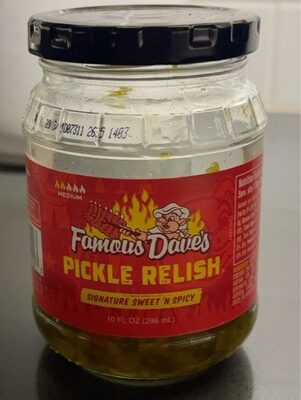 MEDIUM
Famous Dave's
PICKLE RELISH
SIGNATURE SWEET 'N SPICY
10 FL OZ (296 mL)